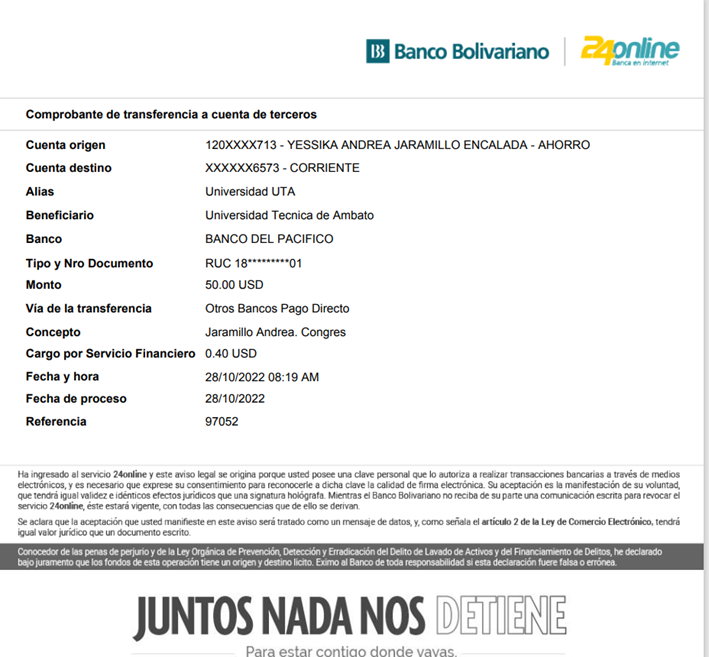 Banco Bolivariano 24online
Banca en internet
Comprobante de transferencia a cuenta de terceros
Cuenta origen 120XXXX713 - YESSIKA ANDREA JARAMILLO ENCALADA - AHORRO
Cuenta destino XXXXXX6573 - CORRIENTE
Alias Universidad UTA
Beneficiario Universidad Tecnica de Ambato
Banco BANCO DEL PACIFICO
Tipo y Nro Documento RUC 18*********01
Monto 50.00 USD
Vía de la transferencia Otros Bancos Pago Directo
Concepto Jaramillo Andrea. Congres
Cargo por Servicio Financiero 0.40 USD
Fecha y hora 28/10/2022 08:19 AM
Fecha de proceso 28/10/2022
Referencia 97052
Ha ingresado al servicio 24online y este aviso legal se origina porque usted posee una clave personal que lo autoriza a realizar transacciones bancarias a través de medios
electrónicos, y es necesario que exprese su consentimiento para reconocerle a dicha clave la calidad de firma electrónica. Su aceptación es la manifestación de su voluntad,
que tendrá igual validez e idénticos efectos jurídicos que una signatura hológrafa. Mientras el Banco Bolivariano no reciba de su parte una comunicación escrita para revocar el
servicio 24online, éste estará vigente, con todas las consecuencias que de ello se derivan.
Se aclara que la aceptación que usted manifieste en este aviso será tratado como un mensaje de datos, y, como señala el artículo 2 de la Ley de Comercio Electrónico, tendrá
igual valor jurídico que un documento escrito.
Conocedor de las penas de perjurio y de la Ley Orgánica de Prevención, Detección y Erradicación del Delito de Lavado de Activos y del Financiamiento de Delitos, he declarado
bajo juramento que los fondos de esta operación tiene un origen y destino licito. Eximo al Banco de toda responsabilidad si esta declaración fuere falsa o errónea.
JUNTOS NADA NOS DETIENE
Para estar contigo donde vayas.